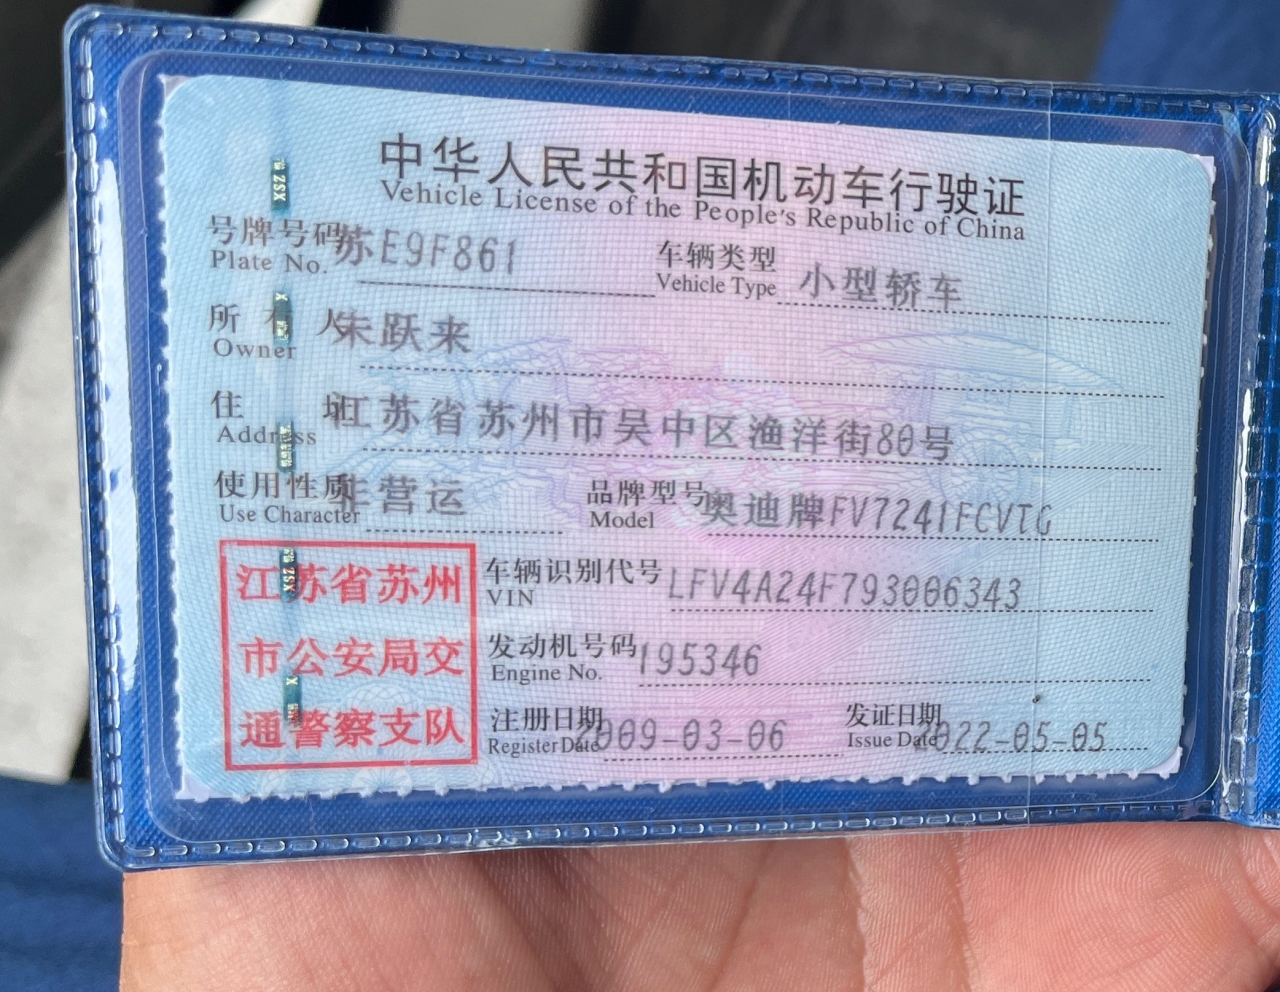 中华人民共和国机动车行驶证
Vehicle License of the People's Republic of China
号牌号码 苏E9F861 车辆类型 小型轿车
Plate No. Vehicle Type
所有人 朱跃来
Owner
住址 江苏省苏州市吴中区渔洋街80号
Address
使用性质 非营运 品牌型号 奥迪牌FV7241FCVTG
Use Character Model
江苏省苏州
市公安局交
通警察支队
车辆识别代号 LFV4A24F793006343
VIN
发动机号码 195346
Engine No.
注册日期 2009-03-06 发证日期 2022-05-05
Register Date Issue Date